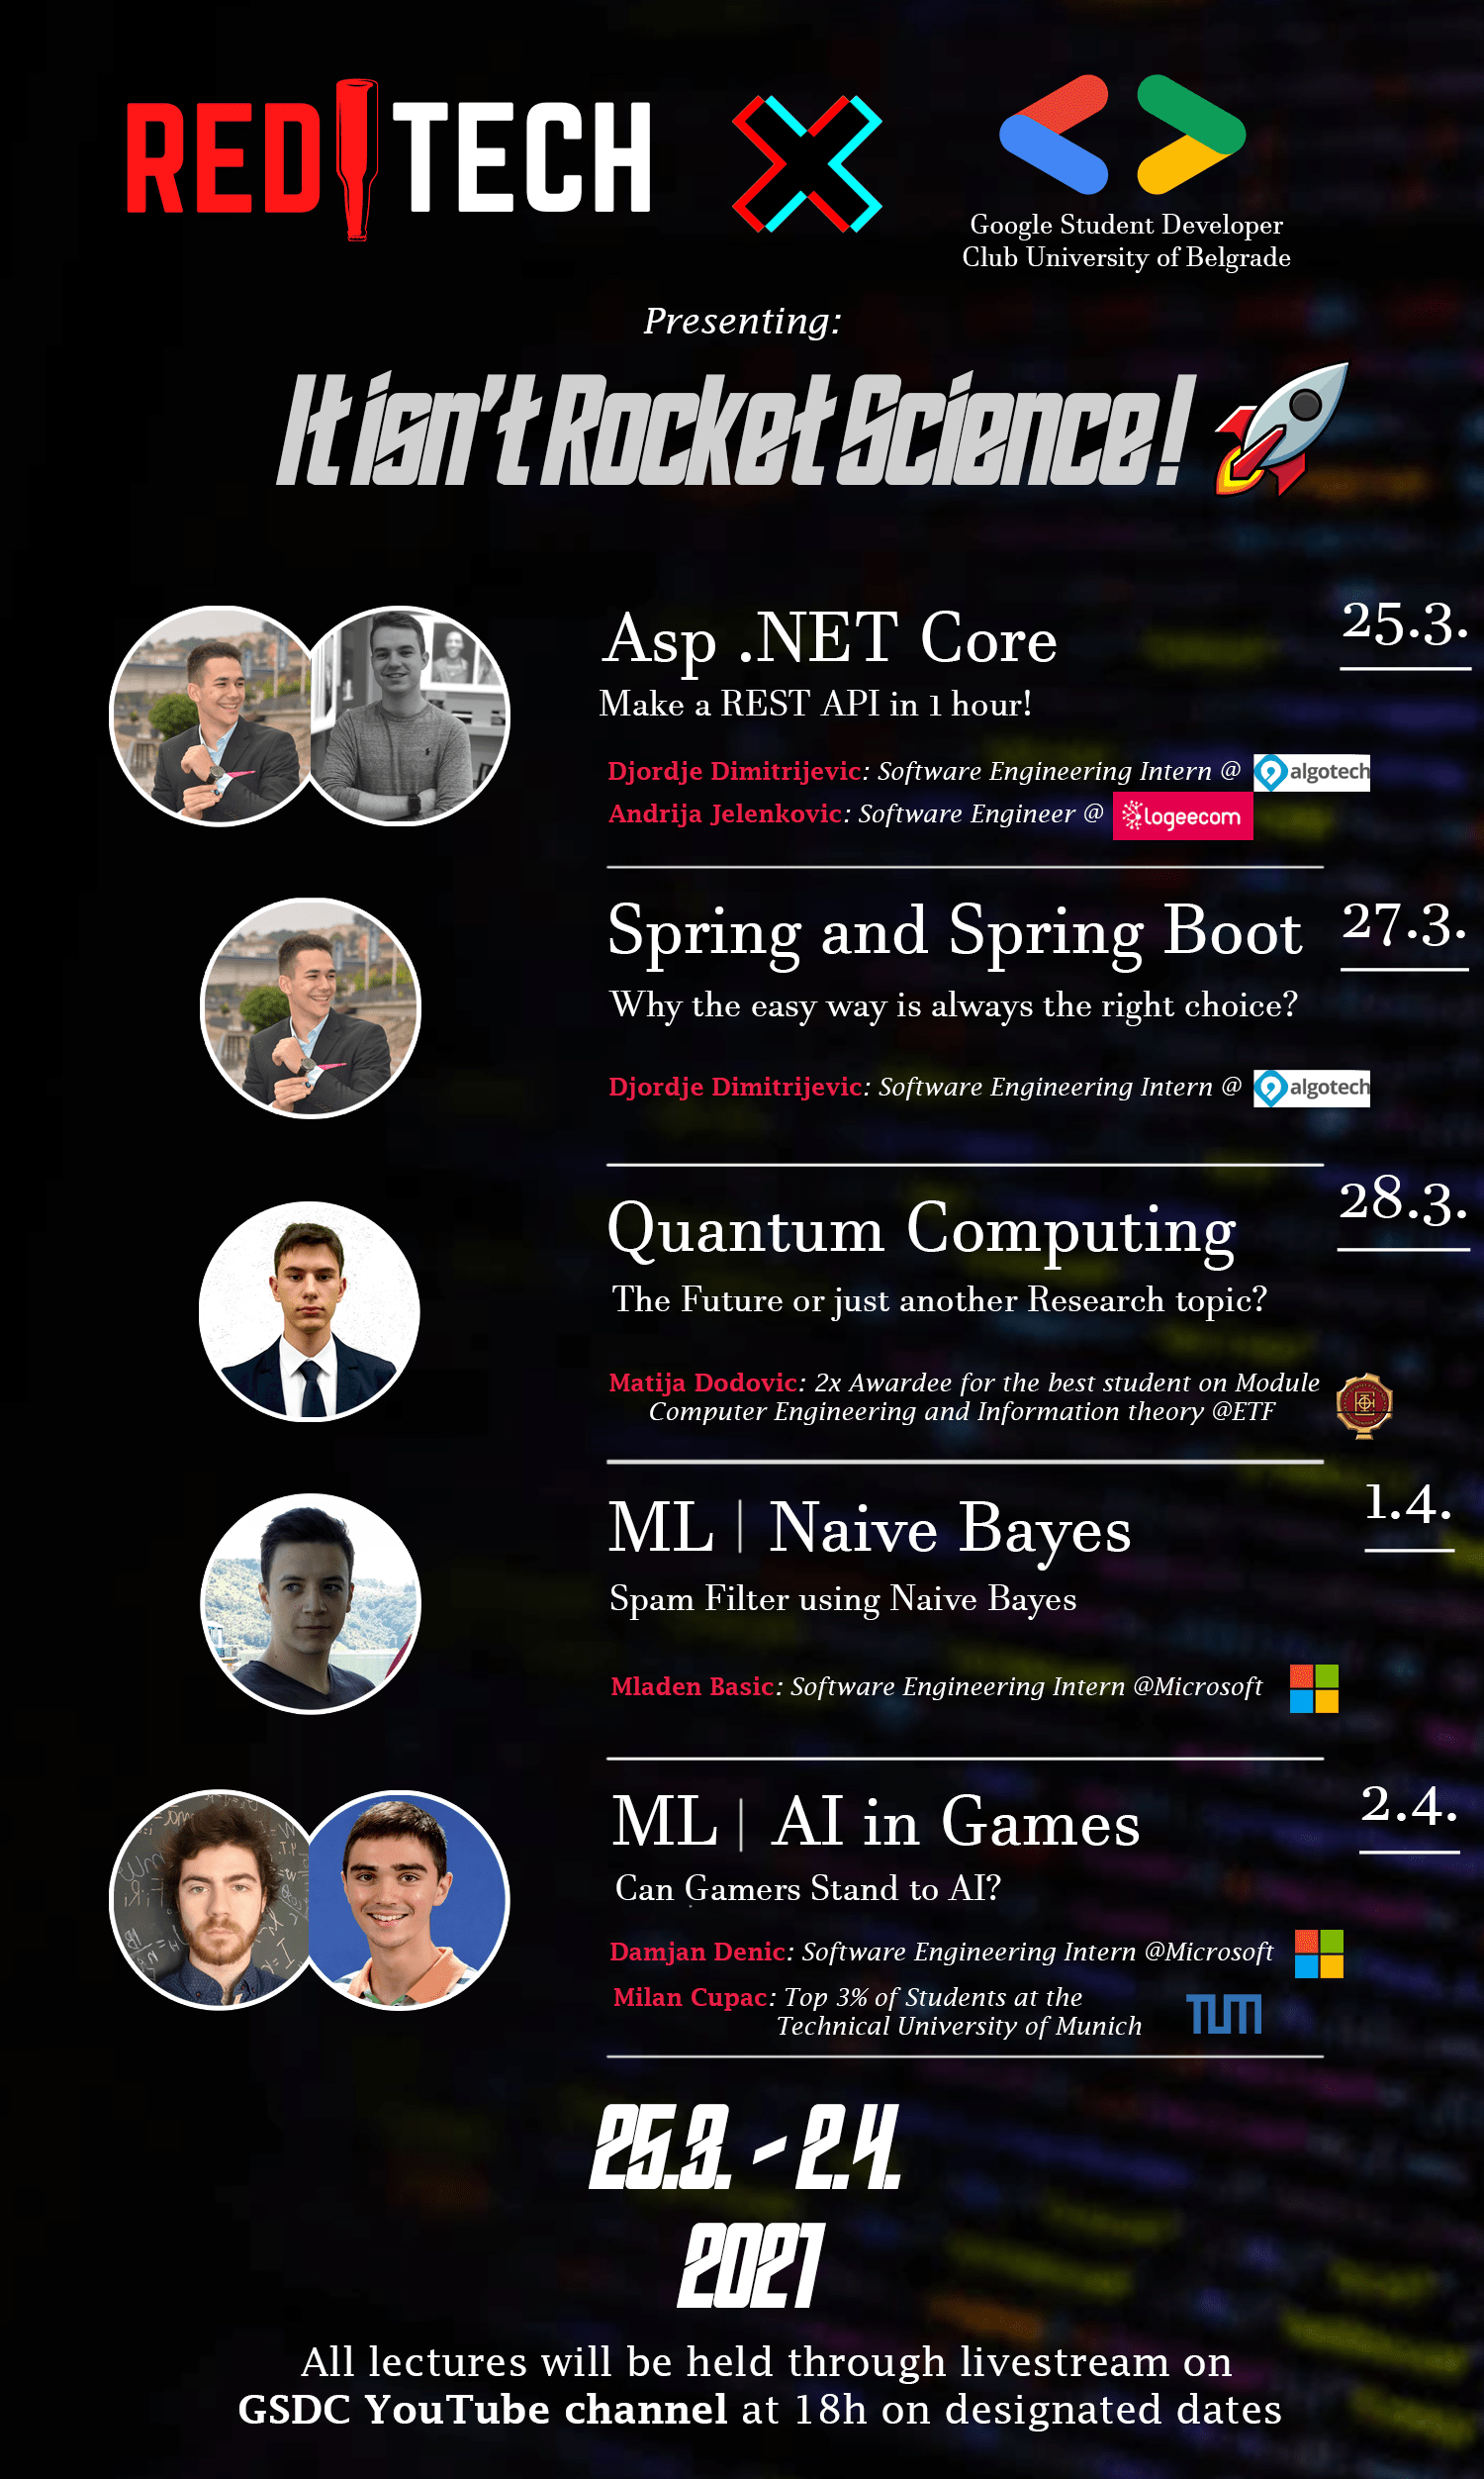 RED TECH
Google Student Developer
Club University of Belgrade
Presenting:
It isn't Rocket Science!
Asp .NET Core
25.3.
Make a REST API in 1 hour!
Djordje Dimitrijevic: Software Engineering Intern @ algotech
Andrija Jelenkovic: Software Engineer @ logeecom
Spring and Spring Boot
27.3.
Why the easy way is always the right choice?
Djordje Dimitrijevic: Software Engineering Intern @ algotech
Quantum Computing
28.3.
The Future or just another Research topic?
Matija Dodovic: 2x Awardee for the best student on Module
Computer Engineering and Information theory @ETF
ML | Naive Bayes
1.4.
Spam Filter using Naive Bayes
Mladen Basic: Software Engineering Intern @Microsoft
ML | AI in Games
2.4.
Can Gamers Stand to AI?
Damjan Denic: Software Engineering Intern @Microsoft
Milan Cupac: Top 3% of Students at the
Technical University of Munich
TUM
25.3. - 2.4.
2021
All lectures will be held through livestream on
GSDC YouTube channel at 18h on designated dates